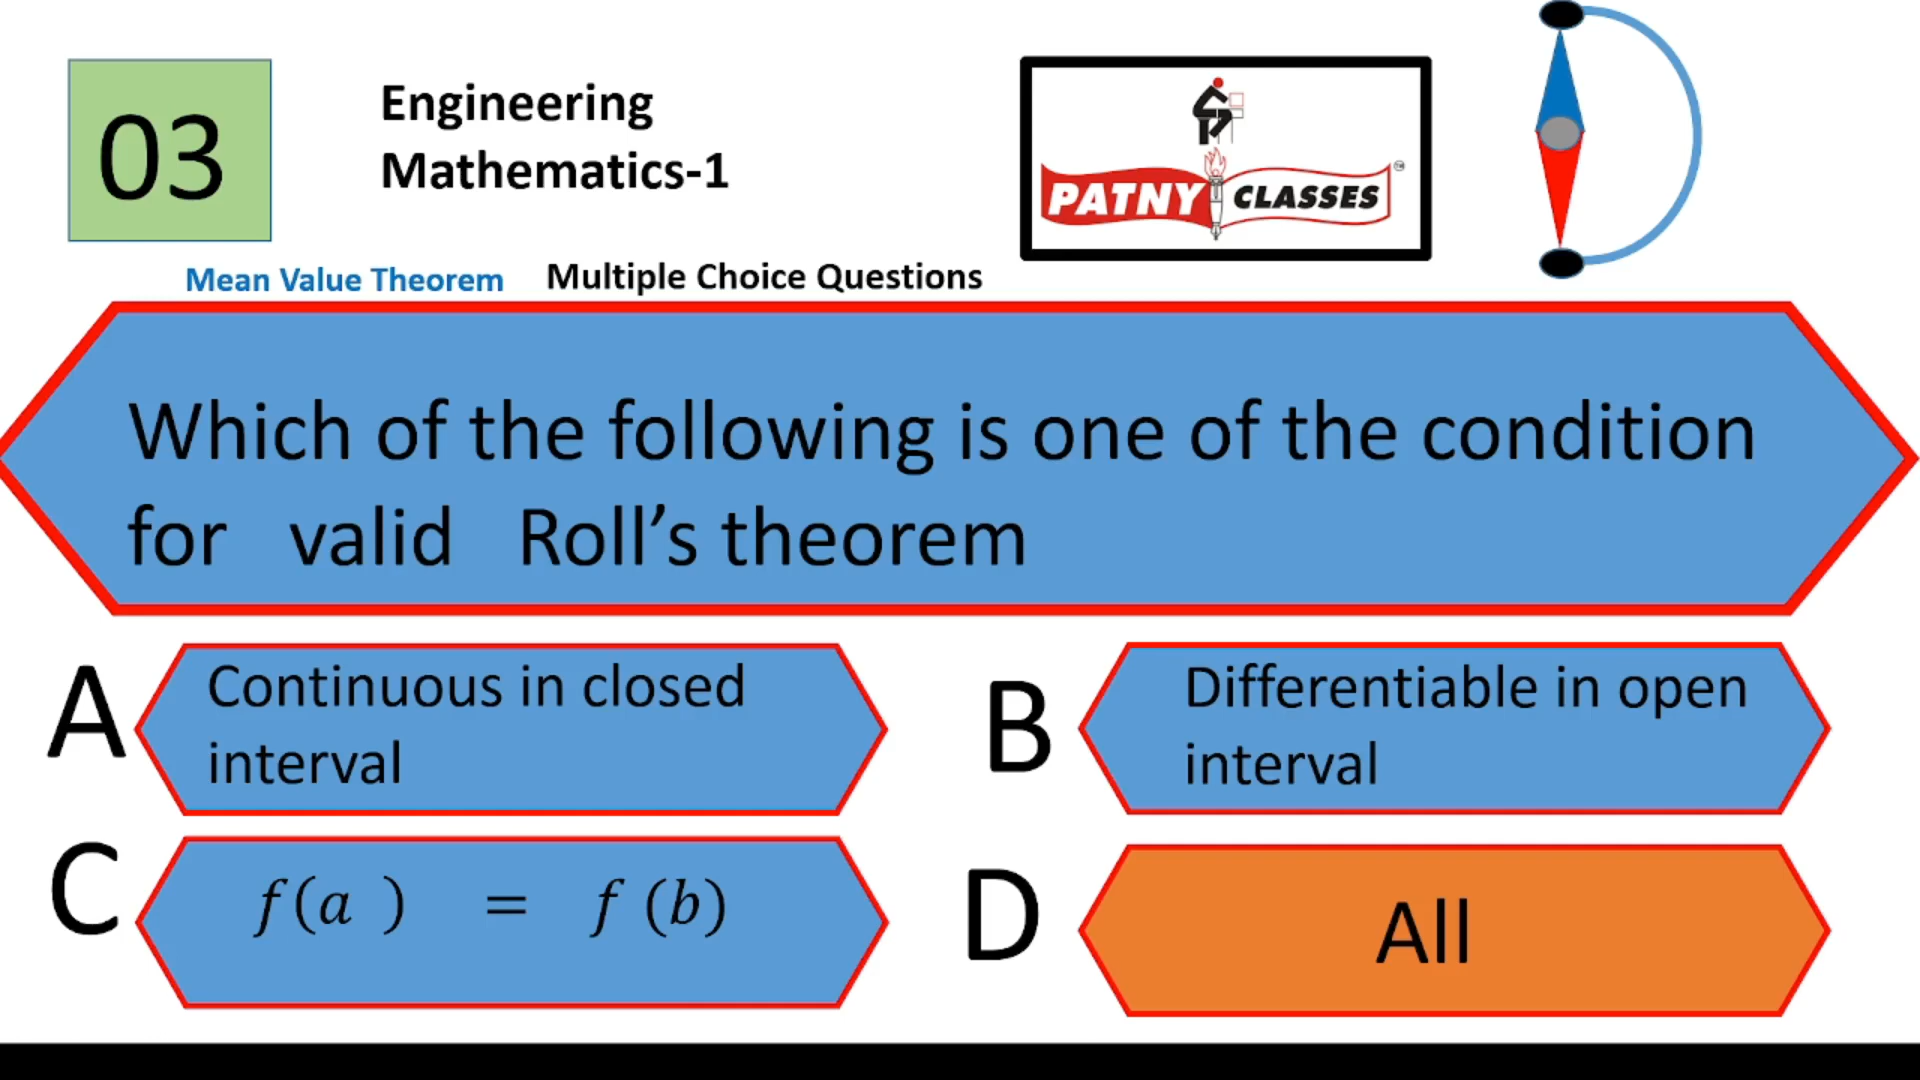 03
Engineering
Mathematics-1
PATNY CLASSES
TM
Mean Value Theorem Multiple Choice Questions
Which of the following is one of the condition
for valid Roll’s theorem
A
Continuous in closed
interval
B
Differentiable in open
interval
C
f(a ) = f (b)
D
All